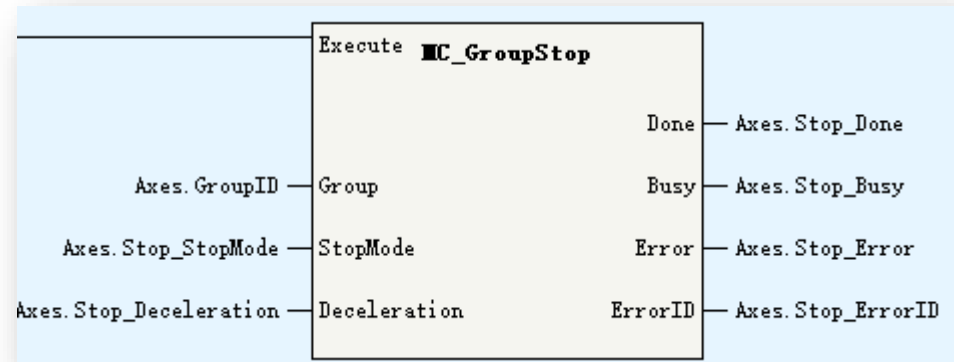 Execute MC_GroupStop
Done Axes.Stop_Done
Axes.GroupID Group Busy Axes.Stop_Busy
Axes.Stop_StopMode StopMode Error Axes.Stop_Error
Axes.Stop_Deceleration Deceleration ErrorID Axes.Stop_ErrorID